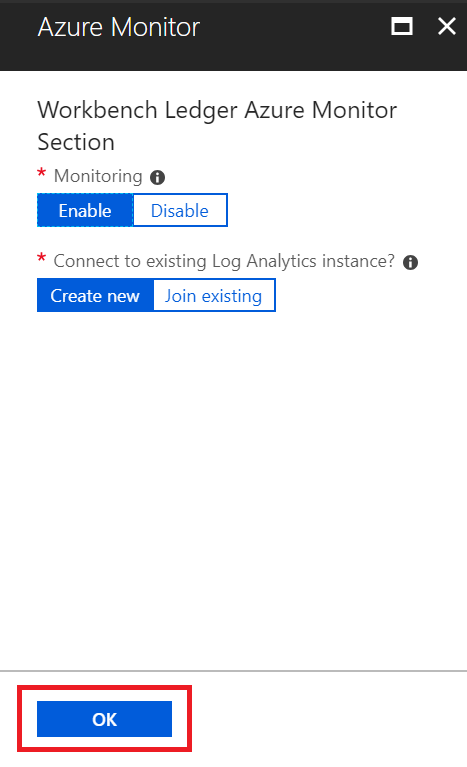 Azure Monitor
Workbench Ledger Azure Monitor
Section
* Monitoring
Enable Disable
* Connect to existing Log Analytics instance?
Create new Join existing
OK